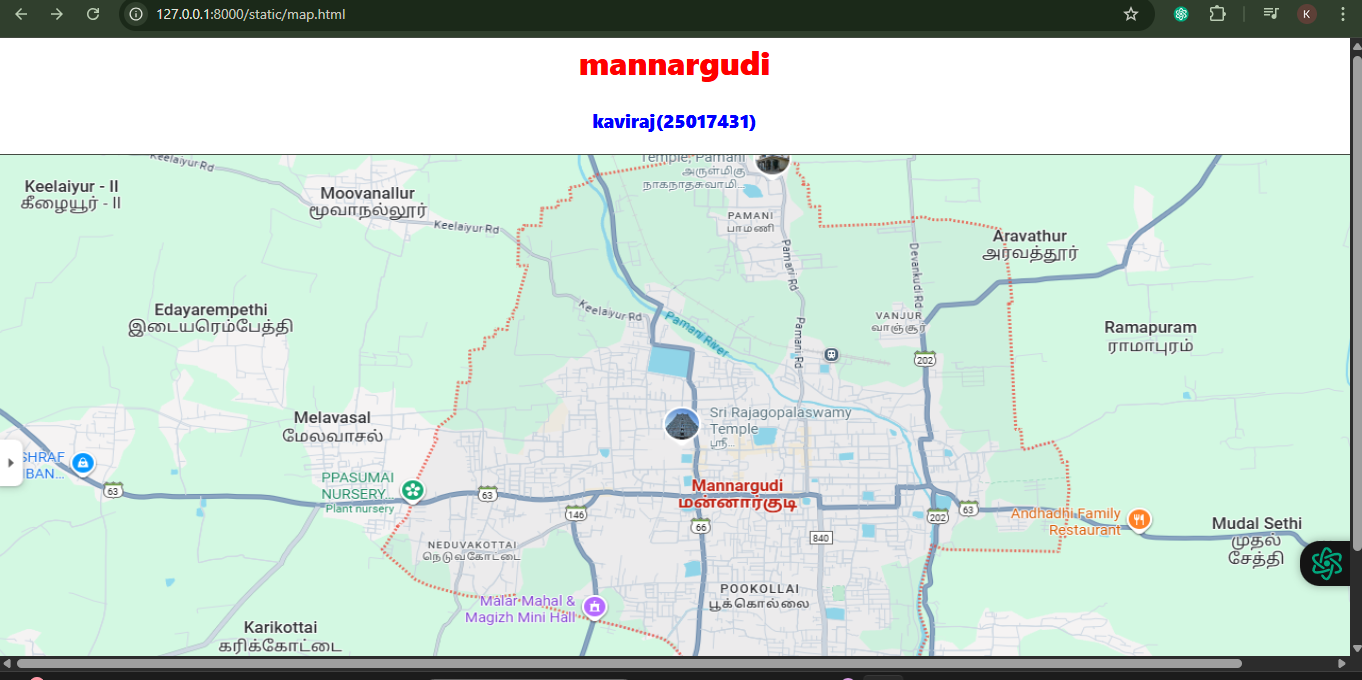 127.0.0.1:8000/static/map.html
K
mannargudi
kaviraj(25017431)
Keelaiyur Rd
Temple, Pamani
அருள்மிகு
நாகநாதசுவாமி...
Keelaiyur - II
கீழையூர் - II
Moovanallur
மூவாநல்லூர்
Keelaiyur Rd
PAMANI
பாமணி
Pamani Rd
Devankudi Rd
Aravathur
அரவத்தூர்
Edayarempethi
இடையரெம்பேத்தி
Keelaiyur Rd
Pamani River
Pamani Rd
VANJUR
வாஞ்சூர்
Ramapuram
ராமாபுரம்
202
Melavasal
மேலவாசல்
Sri Rajagopalaswamy
Temple
ஸ்ரீ...
SHRAF
BAN...
63
PPASUMAI
NURSERY...
Plant nursery
63
Mannargudi
மன்னார்குடி
146
66
840
202
63
Andhadhi Family
Restaurant
Mudal Sethi
முதல்
சேத்தி
NEDUVAKOTTAI
நெடுவகோட்டை
POOKOLLAI
பூக்கொல்லை
Malar Mahal &
Magizh Mini Hall
Karikottai
கரிக்கோட்டை